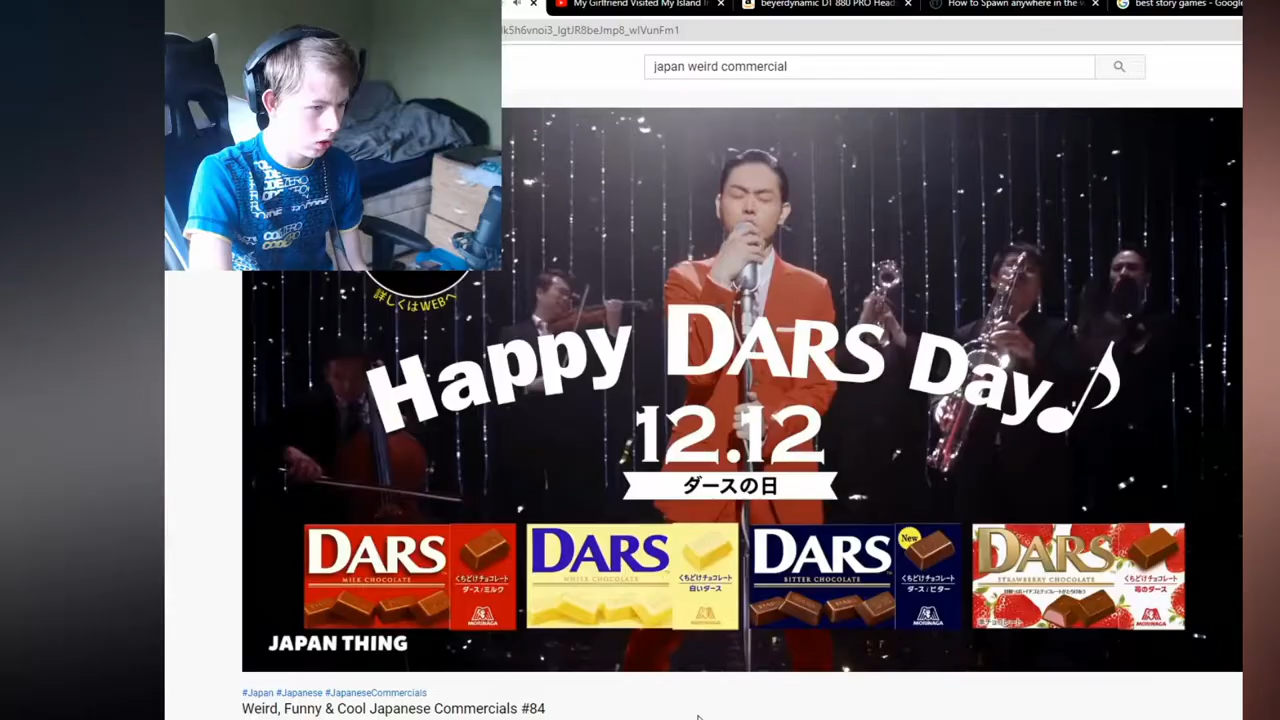 My Girlfriend Visited My Island I
beyerdynamic DT 880 PRO Head
How to Spawn anywhere in the w
best story games - Google
japan weird commercial
詳しくはWEBへ
Happy DARS Day
12.12
ダースの日
DARS
MILK CHOCOLATE
くちどけチョコレート
ダース/ミルク
MORINAGA
DARS
WHITE CHOCOLATE
くちどけチョコレート
白いダース
MORINAGA
DARS
BITTER CHOCOLATE
New
くちどけチョコレート
ダース/ビター
MORINAGA
DARS
STRAWBERRY CHOCOLATE
くちどけチョコレート
苺のダース
MORINAGA
JAPAN THING
#Japan #Japanese #JapaneseCommercials
Weird, Funny & Cool Japanese Commercials #84